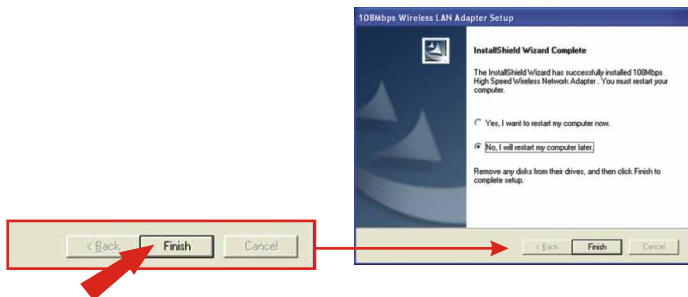 108Mbps Wireless LAN Adapter Setup
InstallShield Wizard Complete
The InstallShield Wizard has successfully installed 108Mbps
High Speed Wireless Network Adapter . You must restart your
computer.
Yes, I want to restart my computer now.
No, I will restart my computer later.
Remove any disks from their drives, and then click Finish to
complete setup.
< Back Finish Cancel
< Back Finish Cancel